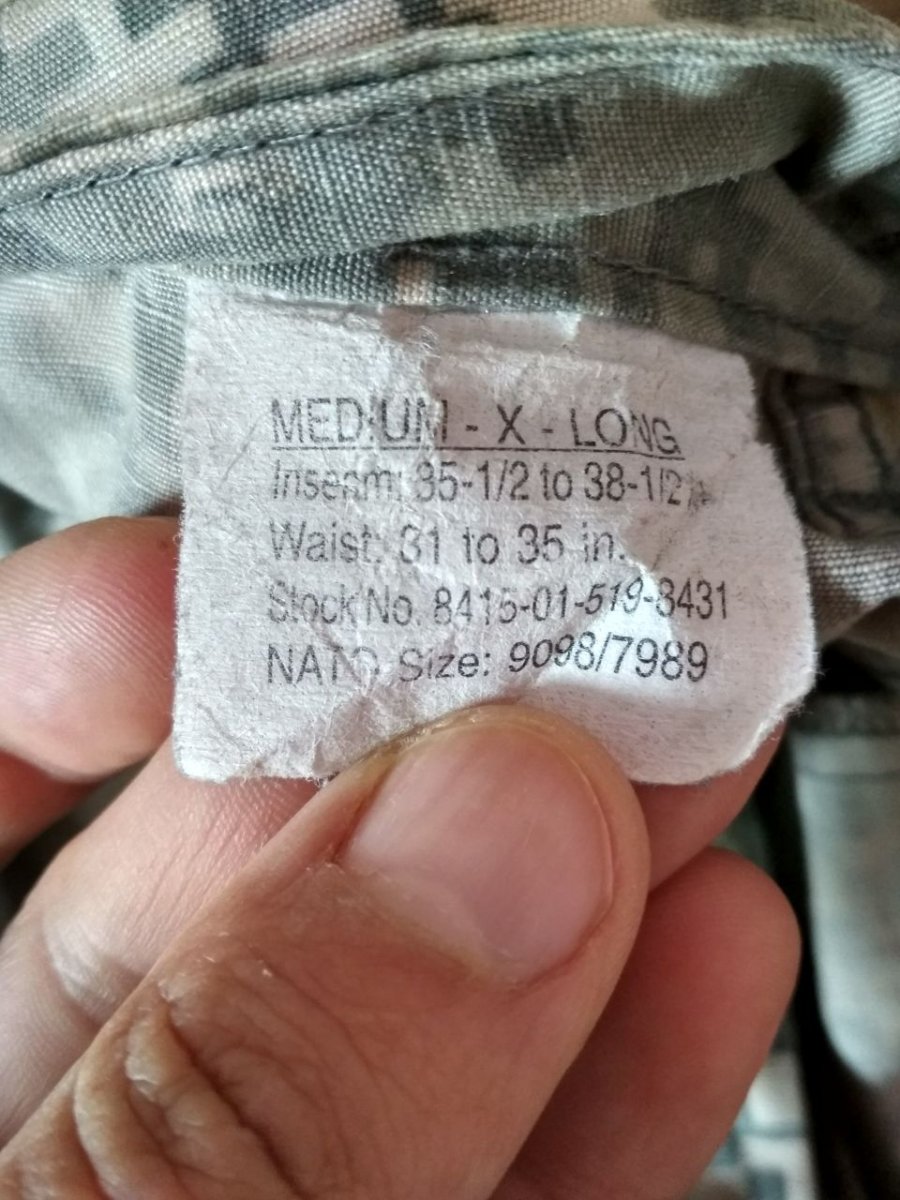 MEDIUM - X - LONG
Inseam: 35-1/2 to 38-1/2
Waist: 31 to 35 in.
Stock No. 8415-01-519-8431
NATO Size: 9098/7989